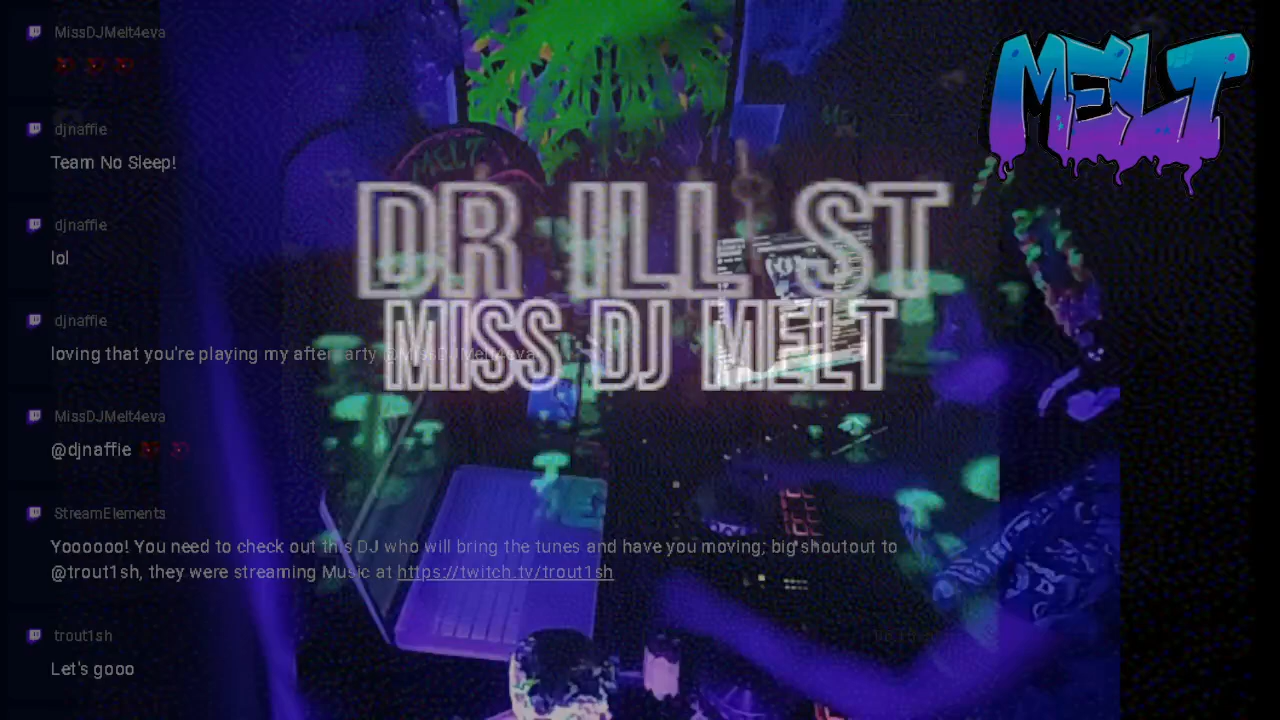 MissDJMelt4eva
djnaffie
Team No Sleep!
djnaffie
lol
djnaffie
loving that you're playing my after party @MissDJMelt4eva
MissDJMelt4eva
@djnaffie
StreamElements
Yoooooo! You need to check out this DJ who will bring the tunes and have you moving; big shoutout to
@trout1sh, they were streaming Music at https://twitch.tv/trout1sh
trout1sh
Let's gooo
MELT
DR ILL ST
MISS DJ MELT
MELT